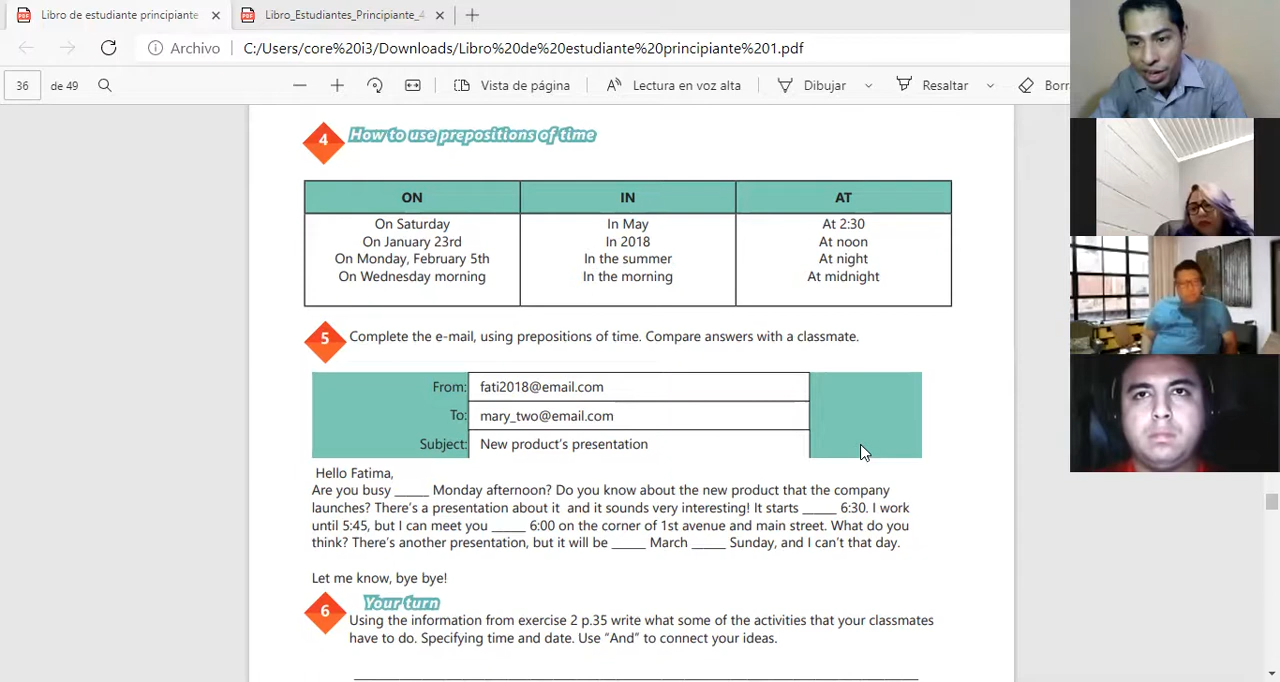 Libro de estudiante principiante
Libro_Estudiantes_Principiante_4
Archivo
C:/Users/core%20i3/Downloads/Libro%20de%20estudiante%20principiante%201.pdf
36 de 49
Vista de página
Lectura en voz alta
Dibujar
Resaltar
Borr
4 How to use prepositions of time
ON IN AT
On Saturday In May At 2:30
On January 23rd In 2018 At noon
On Monday, February 5th In the summer At night
On Wednesday morning In the morning At midnight
5 Complete the e-mail, using prepositions of time. Compare answers with a classmate.
From: fati2018@email.com
To: mary_two@email.com
Subject: New product's presentation
Hello Fatima,
Are you busy _____ Monday afternoon? Do you know about the new product that the company
launches? There's a presentation about it and it sounds very interesting! It starts _____ 6:30. I work
until 5:45, but I can meet you _____ 6:00 on the corner of 1st avenue and main street. What do you
think? There's another presentation, but it will be _____ March _____ Sunday, and I can't that day.
Let me know, bye bye!
6 Your turn
Using the information from exercise 2 p.35 write what some of the activities that your classmates
have to do. Specifying time and date. Use “And” to connect your ideas.